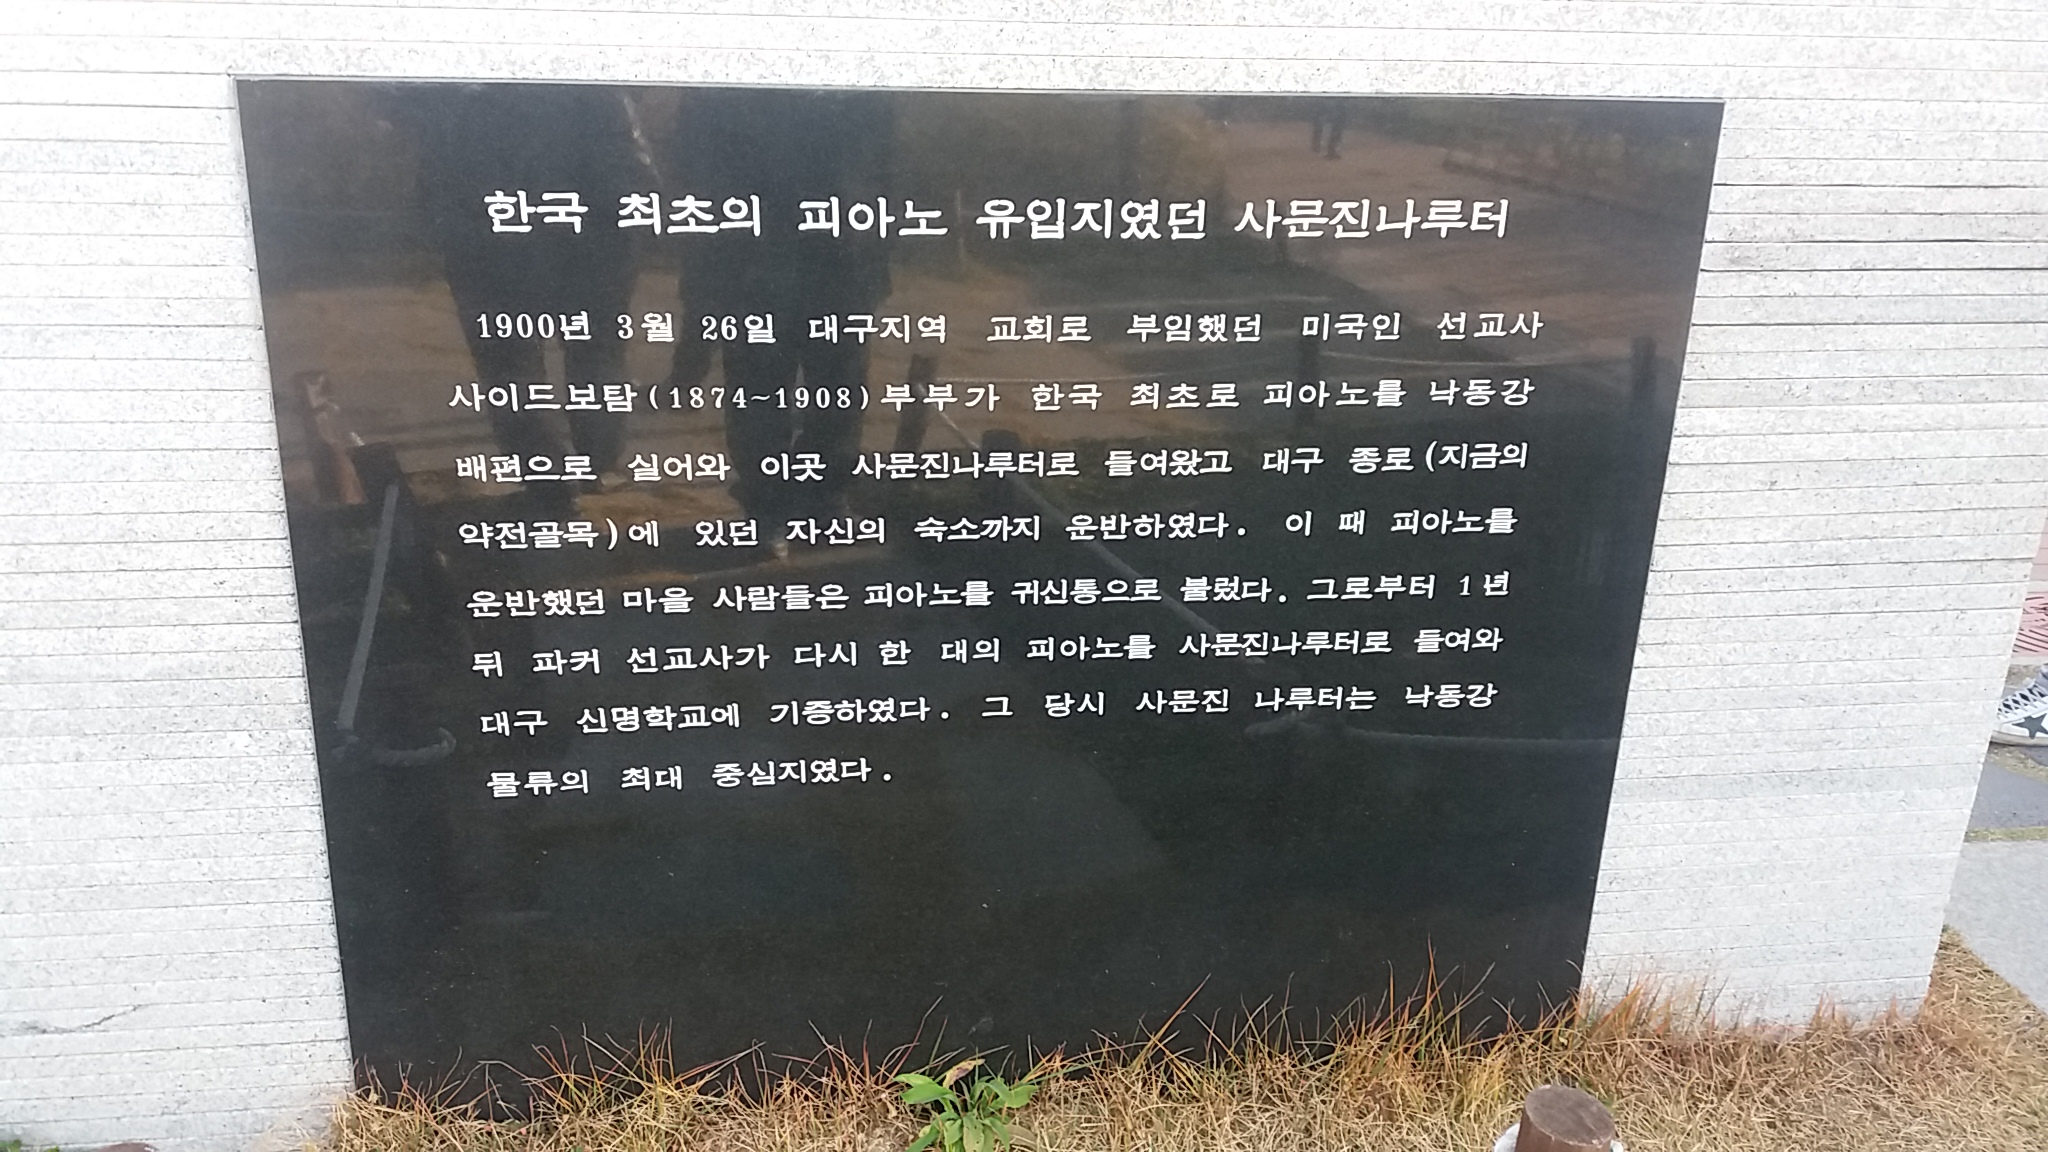 한국 최초의 피아노 유입지였던 사문진나루터
1900년 3월 26일 대구지역 교회로 부임했던 미국인 선교사
사이드보탐(1874~1908)부부가 한국 최초로 피아노를 낙동강
배편으로 실어와 이곳 사문진나루터로 들여왔고 대구 종로(지금의
약전골목)에 있던 자신의 숙소까지 운반하였다. 이 때 피아노를
운반했던 마을 사람들은 피아노를 귀신통으로 불렀다. 그로부터 1년
뒤 파커 선교사가 다시 한 대의 피아노를 사문진나루터로 들여와
대구 신명학교에 기증하였다. 그 당시 사문진 나루터는 낙동강
물류의 최대 중심지였다.